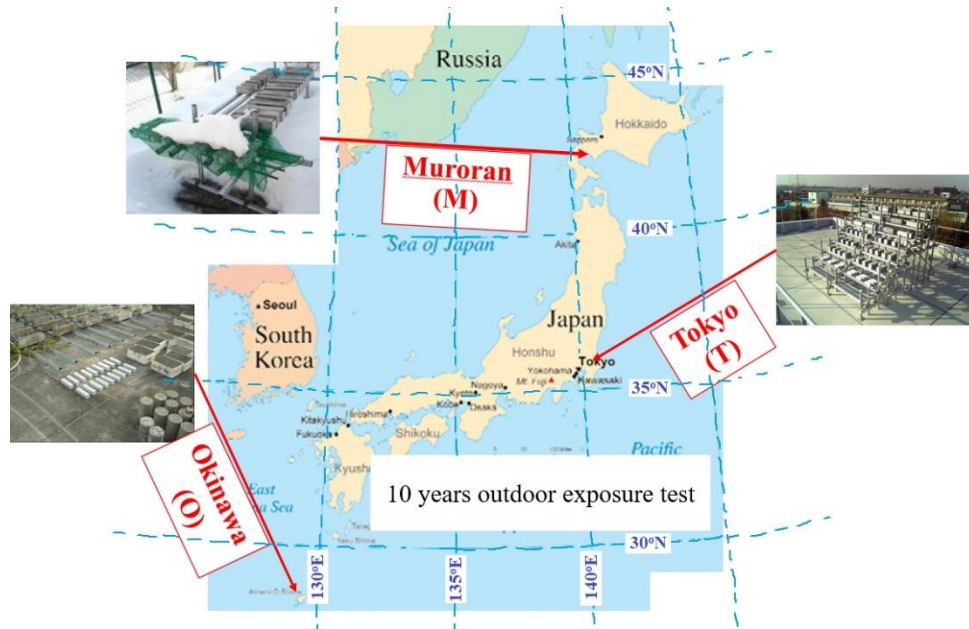 Russia
45°N
Hokkaido
Sapporo
Muroran
(M)
40°N
Sea of Japan
Akita
Seoul
South
Korea
Japan
Honshu
Tokyo
(T)
Tokyo
Yokohama
Kawasaki
Mt. Fuji
Nagoya
Kyoto
Kobe
Osaka
35°N
Hiroshima
Kitakyushu
Fukuoka
Shikoku
Kyushu
Pacific
Okinawa
(O)
East
na Sea
10 years outdoor exposure test
30°N
130°E
135°E
140°E